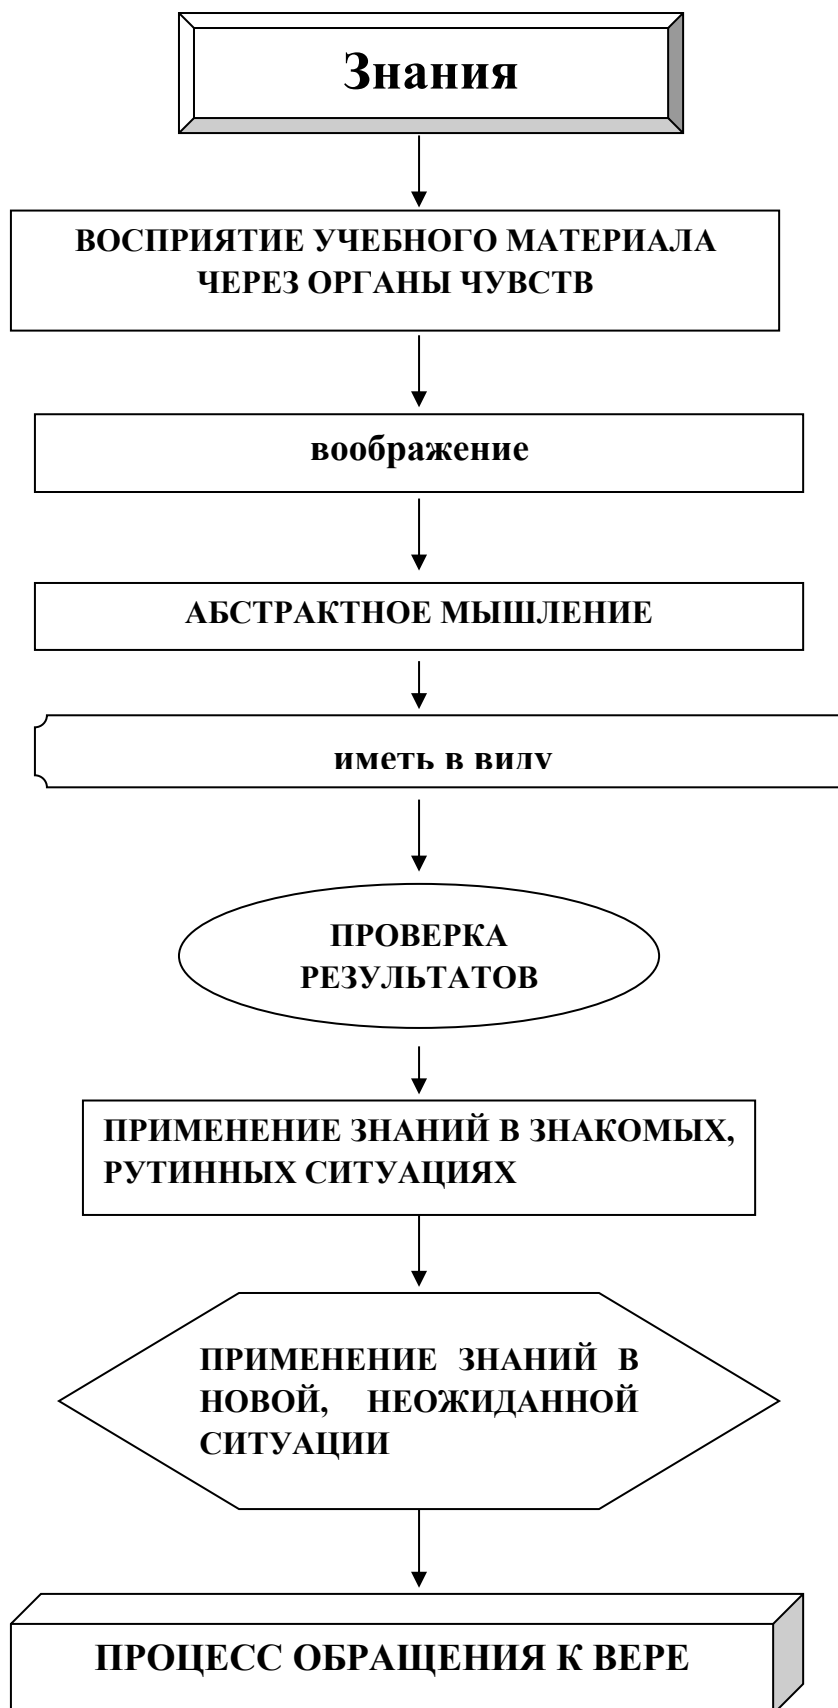 Знания
ВОСПРИЯТИЕ УЧЕБНОГО МАТЕРИАЛА
ЧЕРЕЗ ОРГАНЫ ЧУВСТВ
воображение
АБСТРАКТНОЕ МЫШЛЕНИЕ
иметь в виду
ПРОВЕРКА
РЕЗУЛЬТАТОВ
ПРИМЕНЕНИЕ ЗНАНИЙ В ЗНАКОМЫХ,
РУТИННЫХ СИТУАЦИЯХ
ПРИМЕНЕНИЕ ЗНАНИЙ В
НОВОЙ, НЕОЖИДАННОЙ
СИТУАЦИИ
ПРОЦЕСС ОБРАЩЕНИЯ К ВЕРЕ